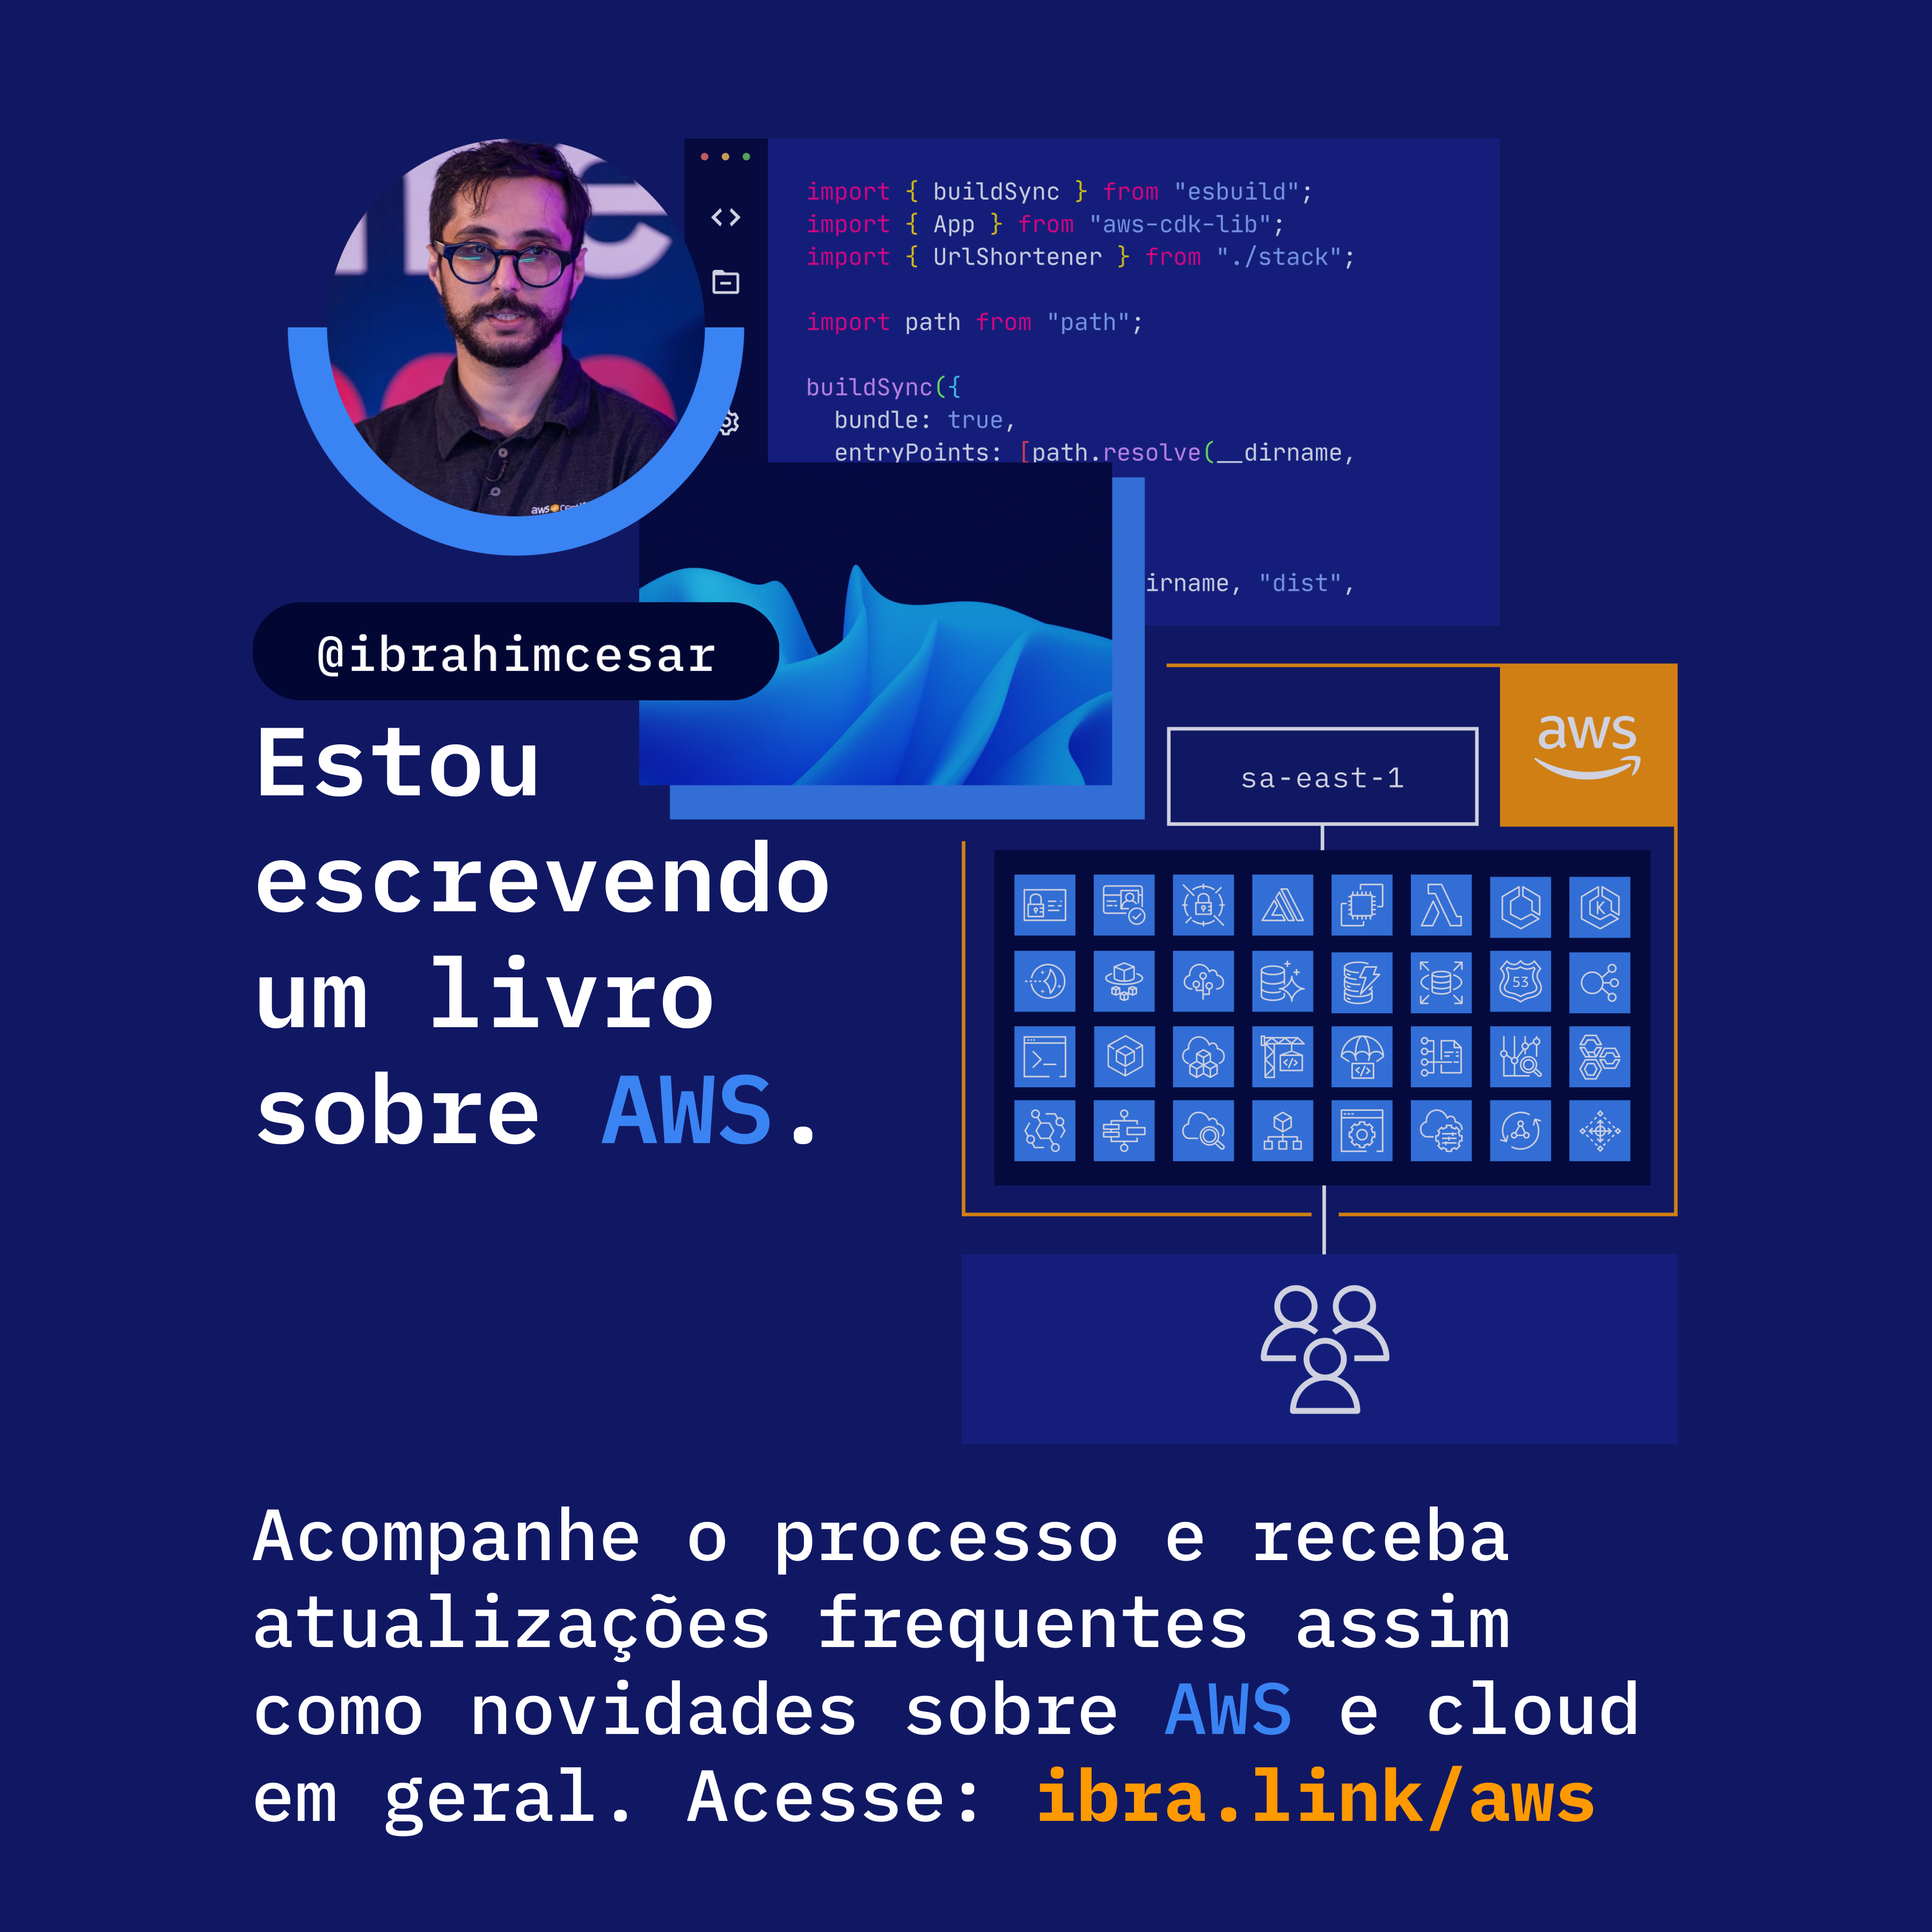 import { buildSync } from "esbuild";
import { App } from "aws-cdk-lib";
import { UrlShortener } from "./stack";
import path from "path";
buildSync({
bundle: true,
entryPoints: [path.resolve(__dirname,
irname, "dist",
aws
@ibrahimcesar
Estou
escrevendo
um livro
sobre AWS.
aws
sa-east-1
K
53
Acompanhe o processo e receba
atualizações frequentes assim
como novidades sobre AWS e cloud
em geral. Acesse: ibra.link/aws